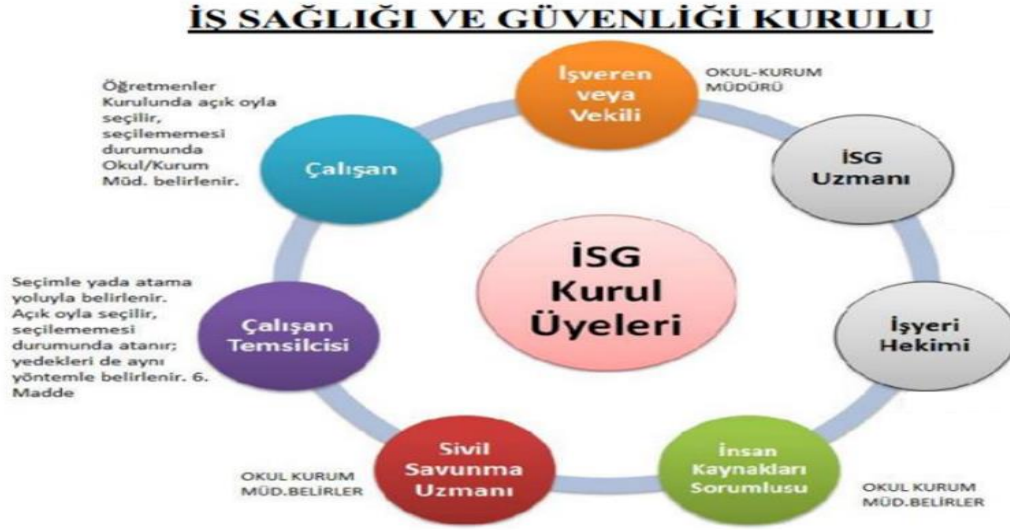 İŞ SAĞLIĞI VE GÜVENLİĞİ KURULU
İşveren
veya
Vekili
OKUL-KURUM
MÜDÜRÜ
İSG
Uzmanı
İşyeri
Hekimi
İnsan
Kaynakları
Sorumlusu
OKUL KURUM
MÜD.BELİRLER
Sivil
Savunma
Uzmanı
OKUL KURUM
MÜD.BELİRLER
Çalışan
Temsilcisi
Seçimle yada atama
yoluyla belirlenir.
Açık oyla seçilir,
seçilememesi
durumunda atanır;
yedekleri de aynı
yöntemle belirlenir. 6.
Madde
Çalışan
Öğretmenler
Kurulunda açık oyla
seçilir,
seçilememesi
durumunda
Okul/Kurum
Müd. belirlenir.
İSG
Kurul
Üyeleri